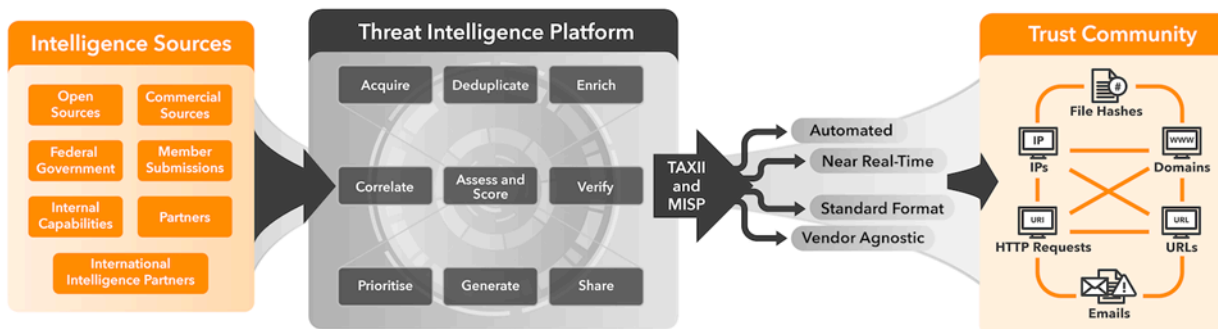 Intelligence Sources
Open
Sources
Commercial
Sources
Federal
Government
Member
Submissions
Internal
Capabilities
Partners
International
Intelligence Partners
Threat Intelligence Platform
Acquire
Deduplicate
Enrich
Correlate
Assess and
Score
Verify
Prioritise
Generate
Share
TAXII
and
MISP
Automated
Near Real-Time
Standard Format
Vendor Agnostic
Trust Community
#
File Hashes
IP
IPs
WWW
Domains
URI
HTTP Requests
URL
URLs
Emails